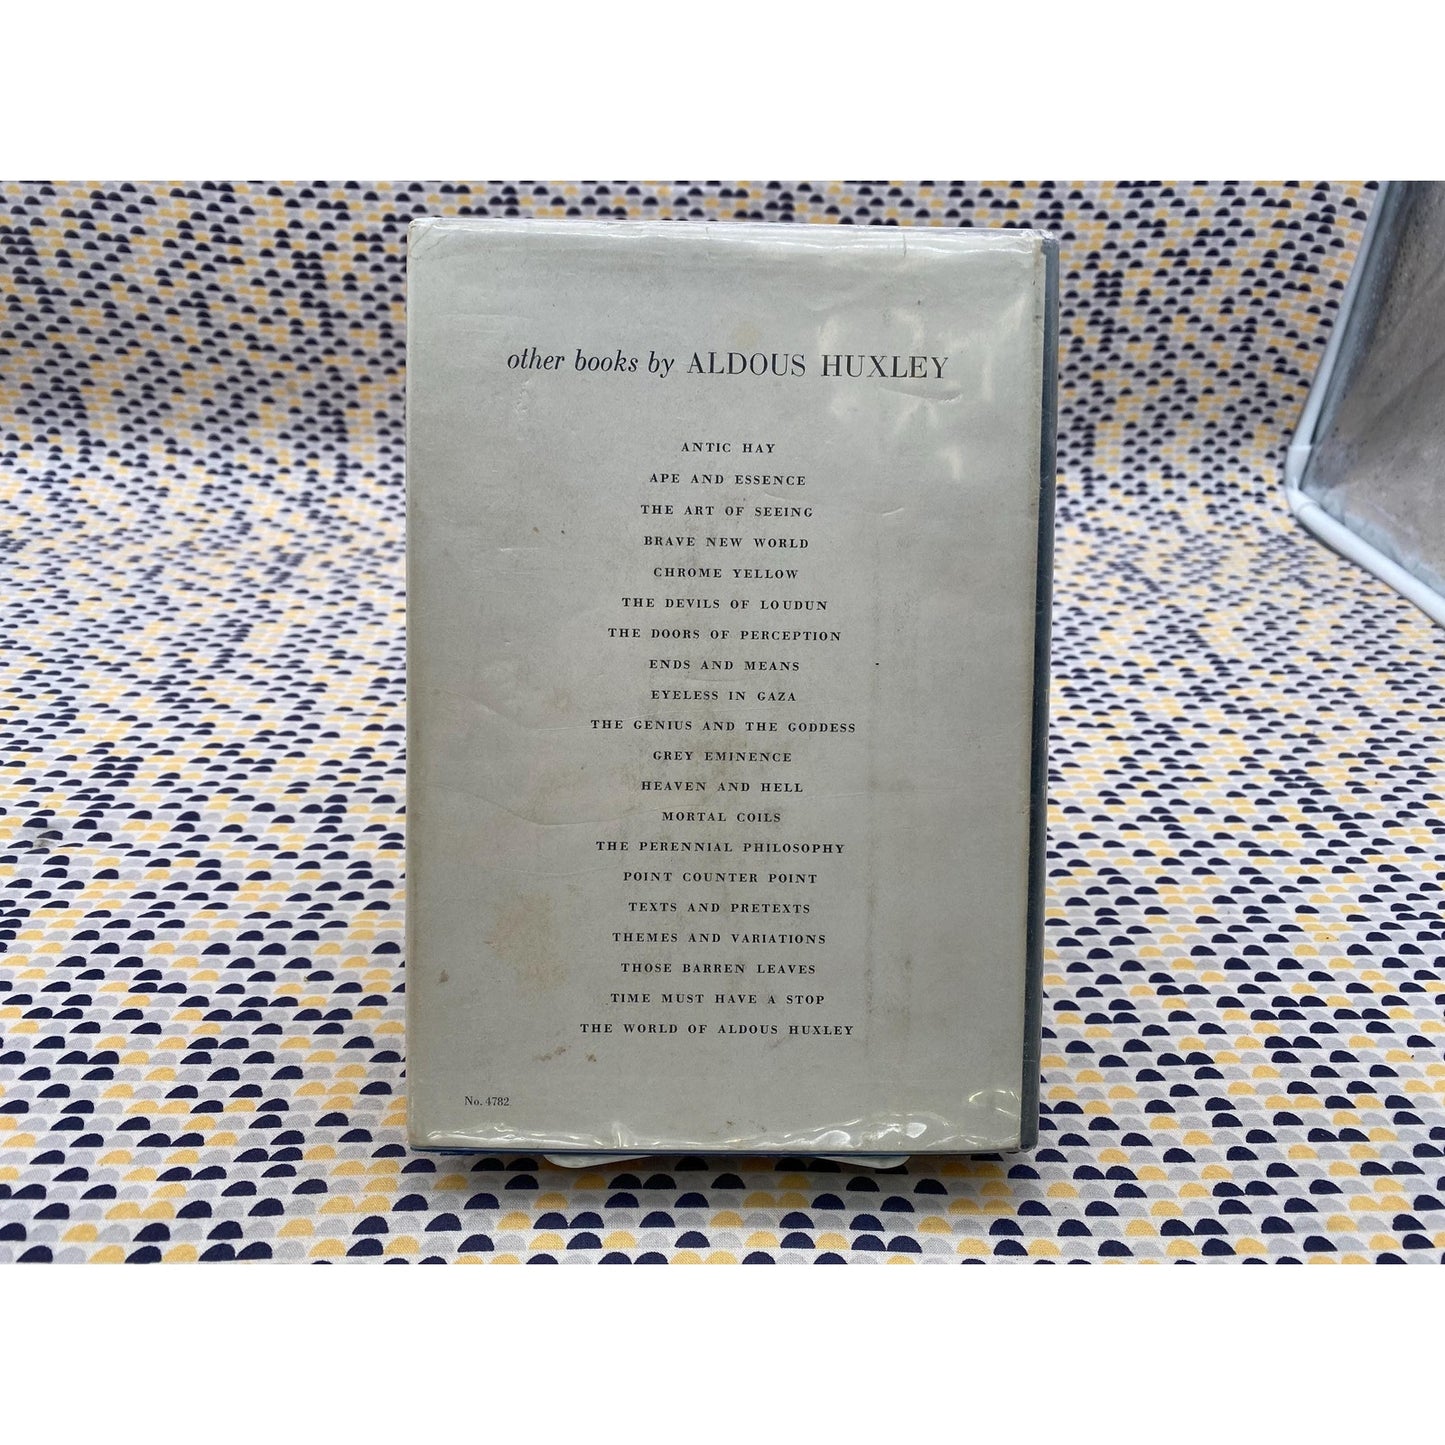 other books by ALDOUS HUXLEY
ANTIC HAY
APE AND ESSENCE
THE ART OF SEEING
BRAVE NEW WORLD
CHROME YELLOW
THE DEVILS OF LOUDUN
THE DOORS OF PERCEPTION
ENDS AND MEANS
EYELESS IN GAZA
THE GENIUS AND THE GODDESS
GREY EMINENCE
HEAVEN AND HELL
MORTAL COILS
THE PERENNIAL PHILOSOPHY
POINT COUNTER POINT
TEXTS AND PRETEXTS
THEMES AND VARIATIONS
THOSE BARREN LEAVES
TIME MUST HAVE A STOP
THE WORLD OF ALDOUS HUXLEY
No. 4782